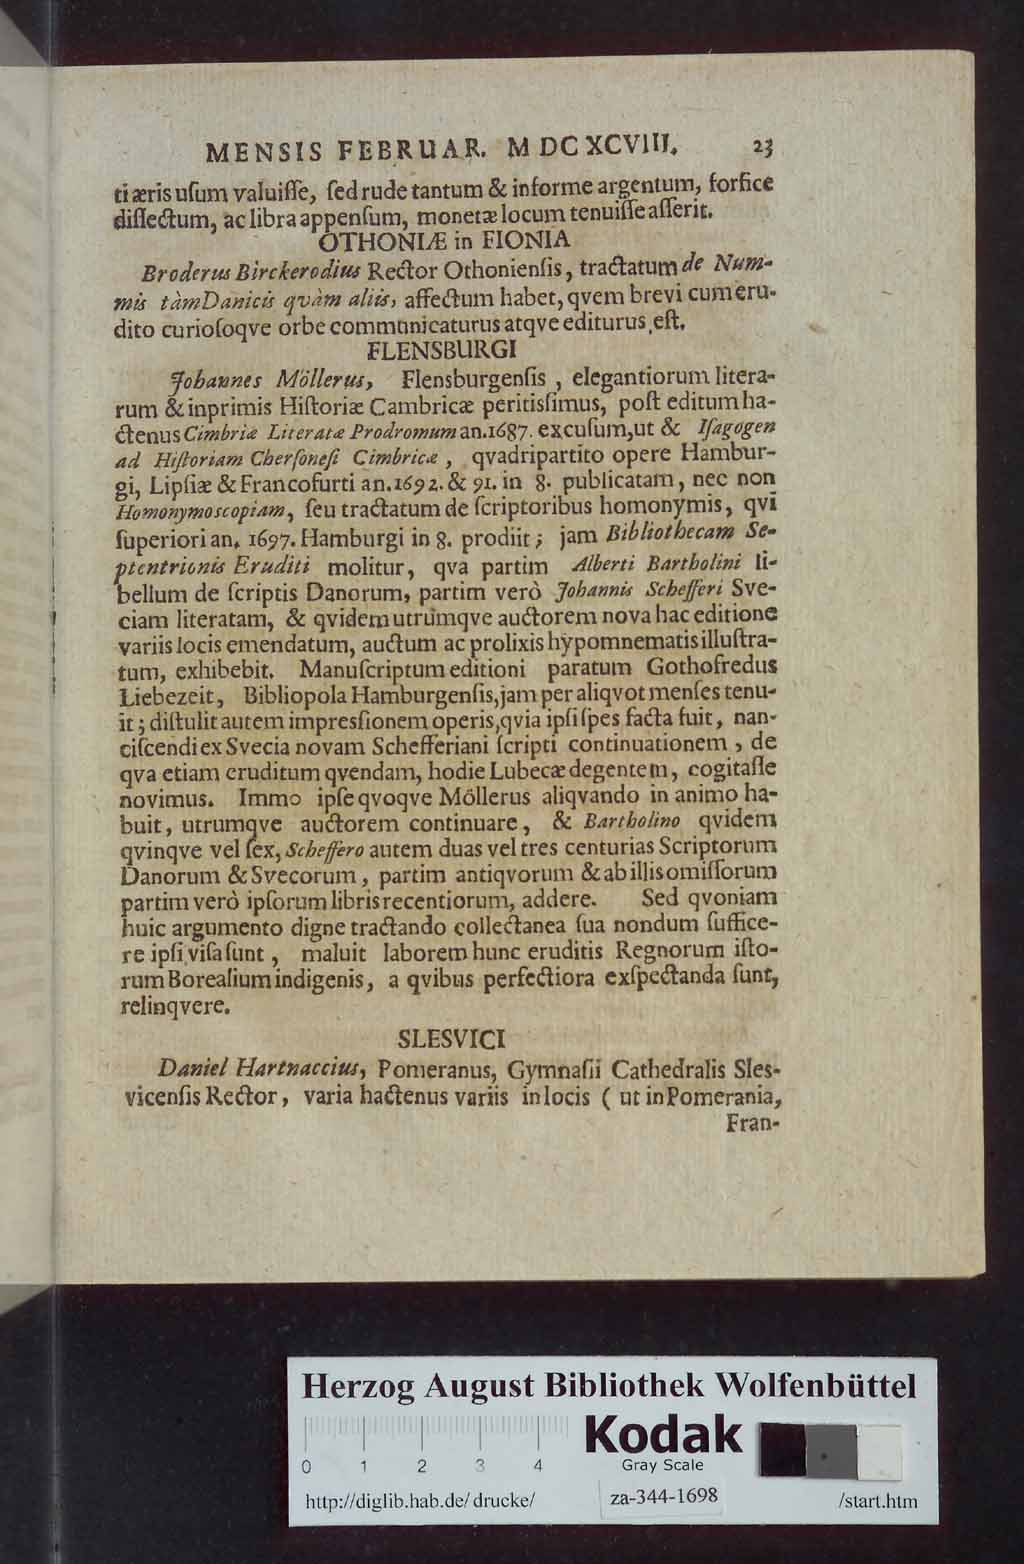 MENSIS FEBRUAR. M DC XCVIII. 23
ti æris uſum valuiſſe, ſed rude tantum & informe argentum, forfice
diſſectum, ac libra appenſum, monetæ locum tenuiſſe aſſerit.
OTHONIÆ in FIONIA
Broderus Birckerodius Rector Othonienſis, tractatum de Num-
mis tàm Danicis qvàm aliis, affectum habet, qvem brevi cum eru-
dito curioſoqve orbe communicaturus atqve editurus eſt.
FLENSBURGI
Johannes Möllerus, Flensburgenſis, elegantiorum litera-
rum & inprimis Hiſtoriæ Cambricæ peritisſimus, poſt editum ha-
ctenus Cimbriæ Literatæ Prodromum an. 1687. excuſum, ut & Iſagogen
ad Hiſtoriam Cherſoneſi Cimbricæ, qvadripartito opere Hambur-
gi, Lipſiæ & Francofurti an. 1692. & 91. in 8. publicatam, nec non
Homonymoscopiam, ſeu tractatum de ſcriptoribus homonymis, qvi
ſuperiori an. 1697. Hamburgi in 8. prodiit; jam Bibliothecam Se-
ptentrionis Eruditi molitur, qva partim Alberti Bartholini li-
bellum de ſcriptis Danorum, partim verò Johannis Schefferi Sve-
ciam literatam, & qvidem utrumqve auctorem nova hac editione
variis locis emendatum, auctum ac prolixis hypomnematis illuſtra-
tum, exhibebit. Manuſcriptum editioni paratum Gothofredus
Liebezeit, Bibliopola Hamburgenſis, jam per aliqvot menſes tenu-
it; diſtulit autem impresſionem operis, qvia ipſi ſpes facta fuit, nan-
ciſcendi ex Svecia novam Schefferiani ſcripti continuationem, de
qva etiam eruditum qvendam, hodie Lubecæ degentem, cogitaſſe
novimus. Immo ipſe qvoqve Möllerus aliqvando in animo ha-
buit, utrumqve auctorem continuare, & Bartholino qvidem
qvinqve vel ſex, Scheffero autem duas vel tres centurias Scriptorum
Danorum & Svecorum, partim antiqvorum & ab illis omiſſorum
partim verò ipſorum libris recentiorum, addere. Sed qvoniam
huic argumento digne tractando collectanea ſua nondum ſuffice-
re ipſi viſa ſunt, maluit laborem hunc eruditis Regnorum iſto-
rum Borealium indigenis, a qvibus perfectiora exſpectanda ſunt,
relinqvere.
SLESVICI
Daniel Hartnaccius, Pomeranus, Gymnaſii Cathedralis Sles-
vicenſis Rector, varia hactenus variis in locis ( ut in Pomerania,
Fran-
Herzog August Bibliothek Wolfenbüttel
Kodak
0 1 2 3 4 Gray Scale
http://diglib.hab.de/drucke/ za-344-1698 /start.htm